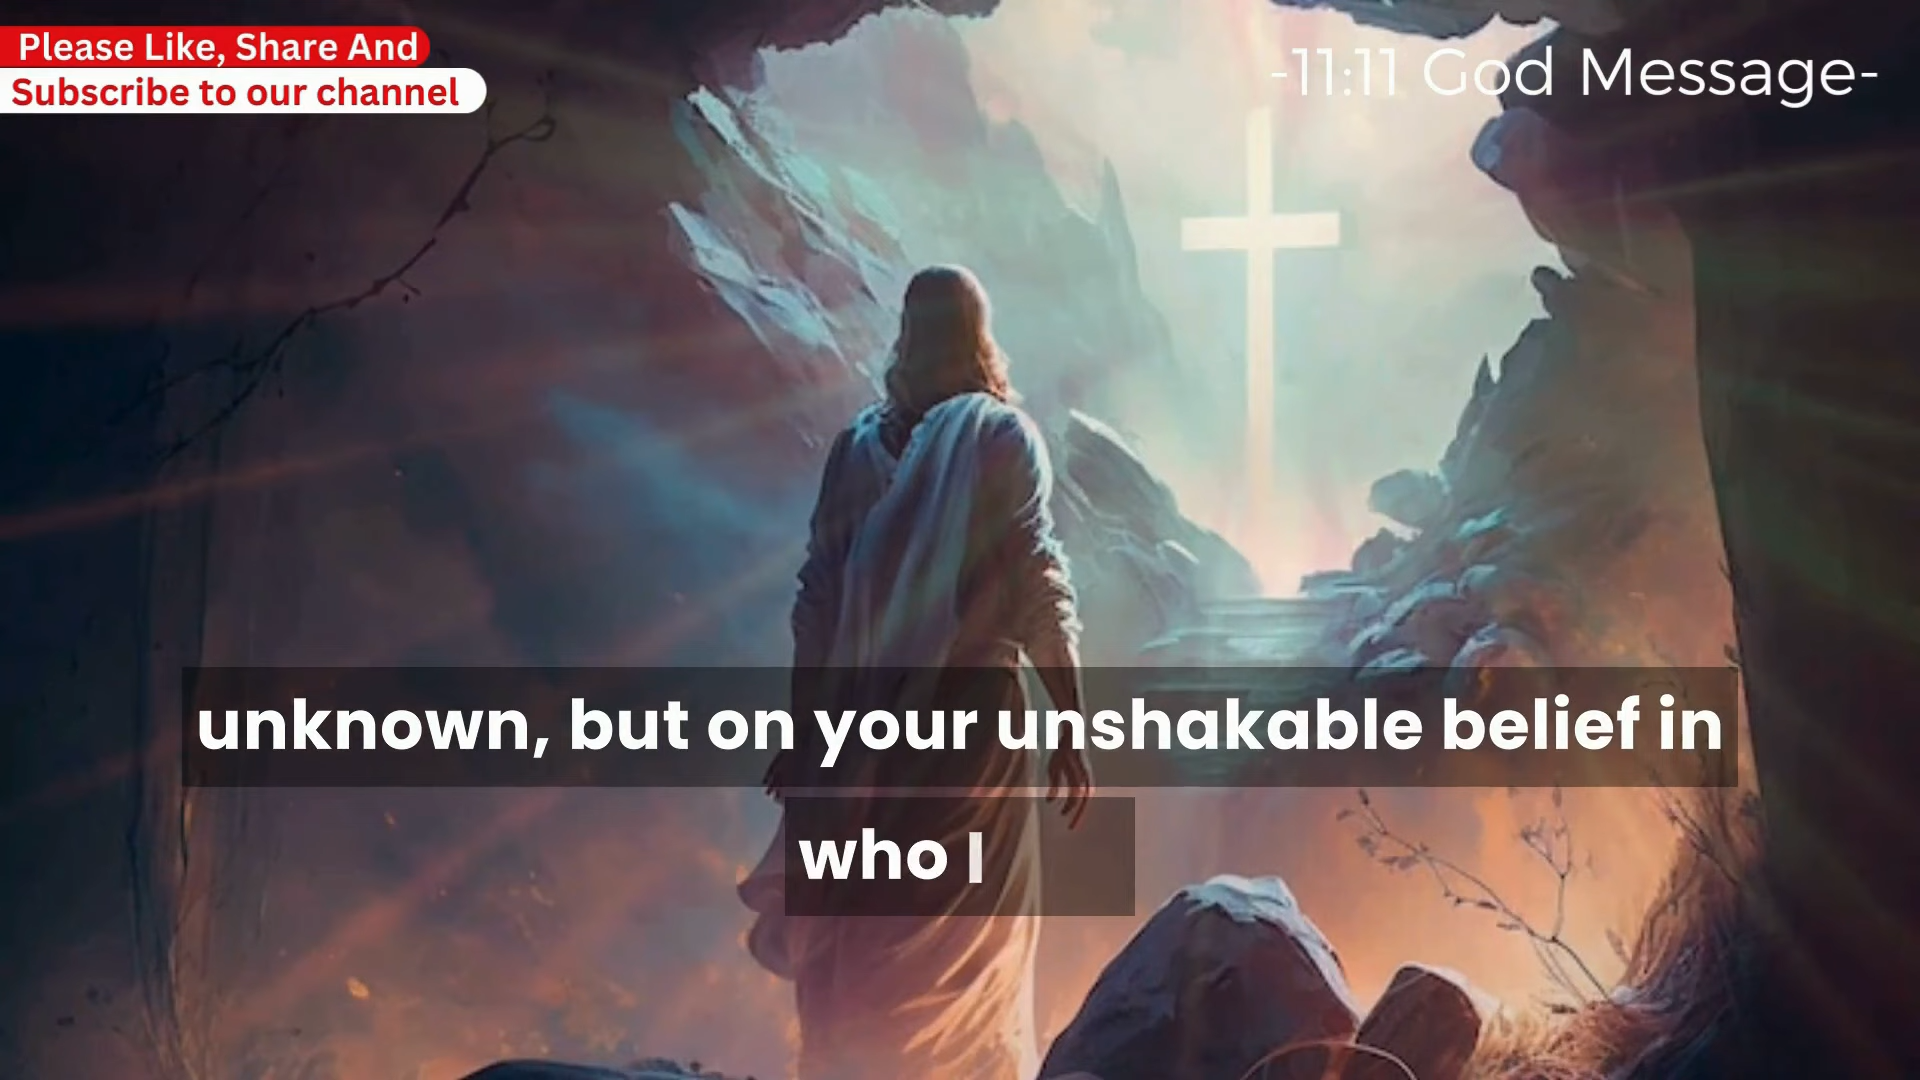 Please Like, Share And
Subscribe to our channel
-11:11 God Message-
unknown, but on your unshakable belief in
who I